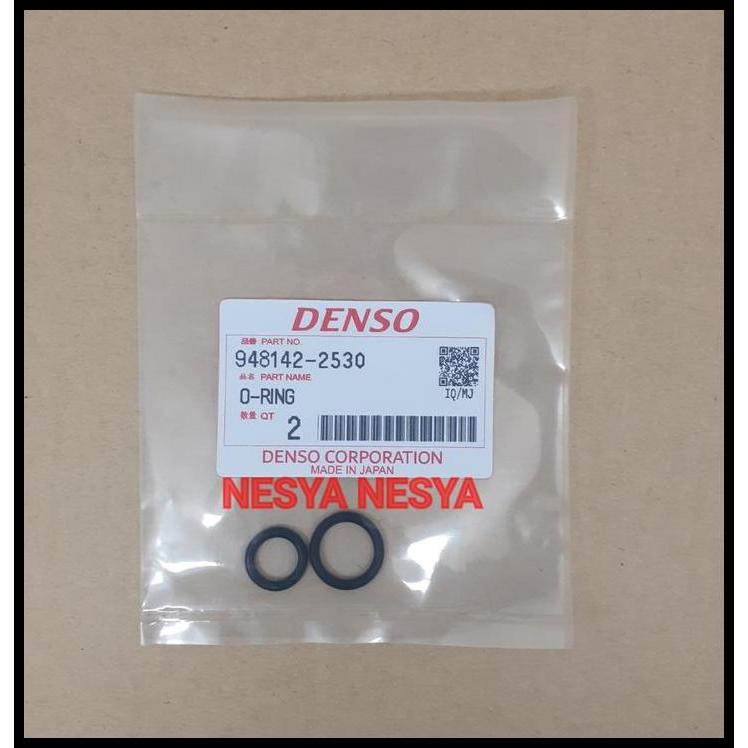 DENSO
品番 PART NO.
948142-2530
品名 PART NAME
O-RING
IQ/MJ
数量 QT 2
DENSO CORPORATION
MADE IN JAPAN
NESYA NESYA